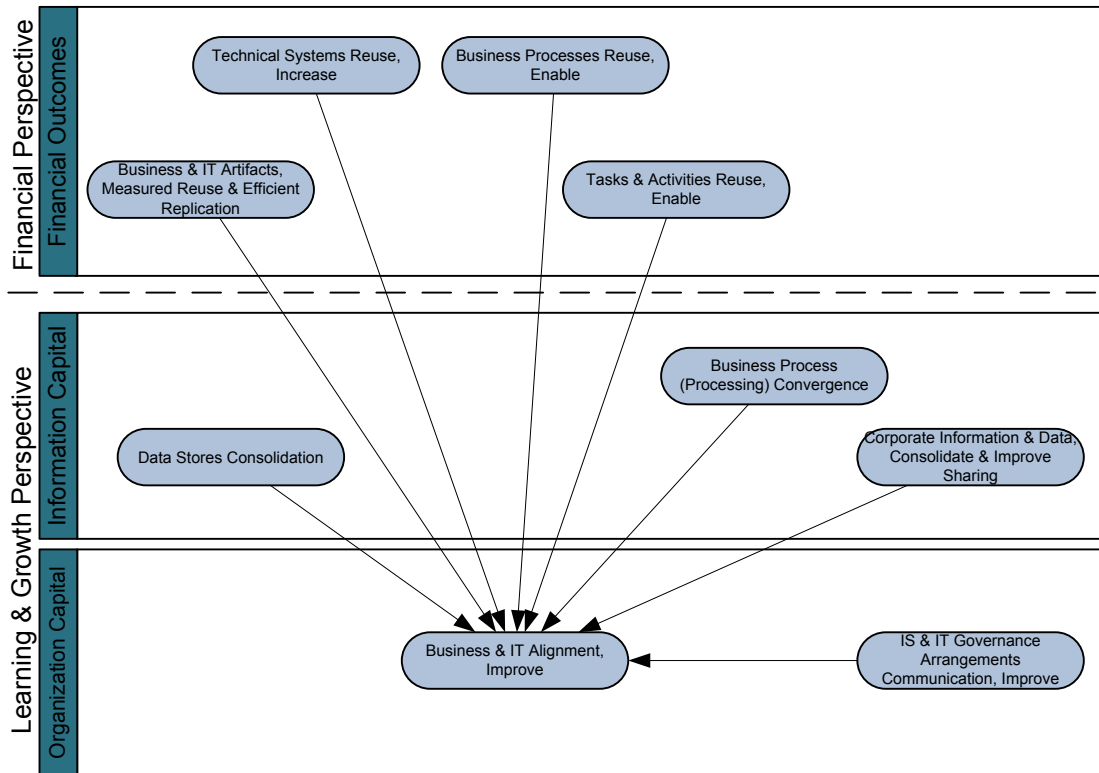 Financial Perspective
Financial Outcomes
Technical Systems Reuse,
Increase
Business Processes Reuse,
Enable
Business & IT Artifacts,
Measured Reuse & Efficient
Replication
Tasks & Activities Reuse,
Enable
Learning & Growth Perspective
Information Capital
Business Process
(Processing) Convergence
Data Stores Consolidation
Corporate Information & Data,
Consolidate & Improve
Sharing
Organization Capital
Business & IT Alignment,
Improve
IS & IT Governance
Arrangements
Communication, Improve